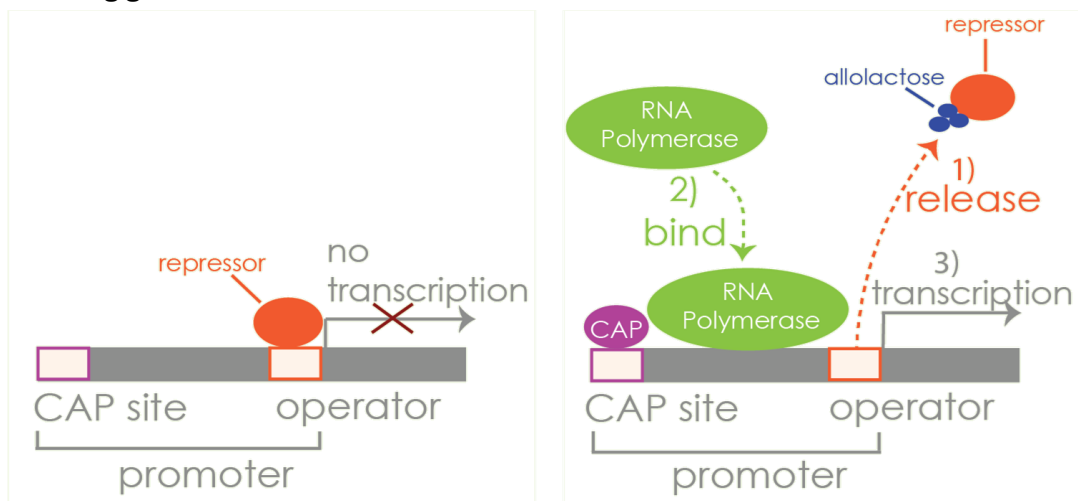 no
transcription
repressor
CAP site
operator
promoter
repressor
allolactose
RNA
Polymerase
1)
release
2)
bind
3)
transcription
RNA
Polymerase
CAP
CAP site
operator
promoter